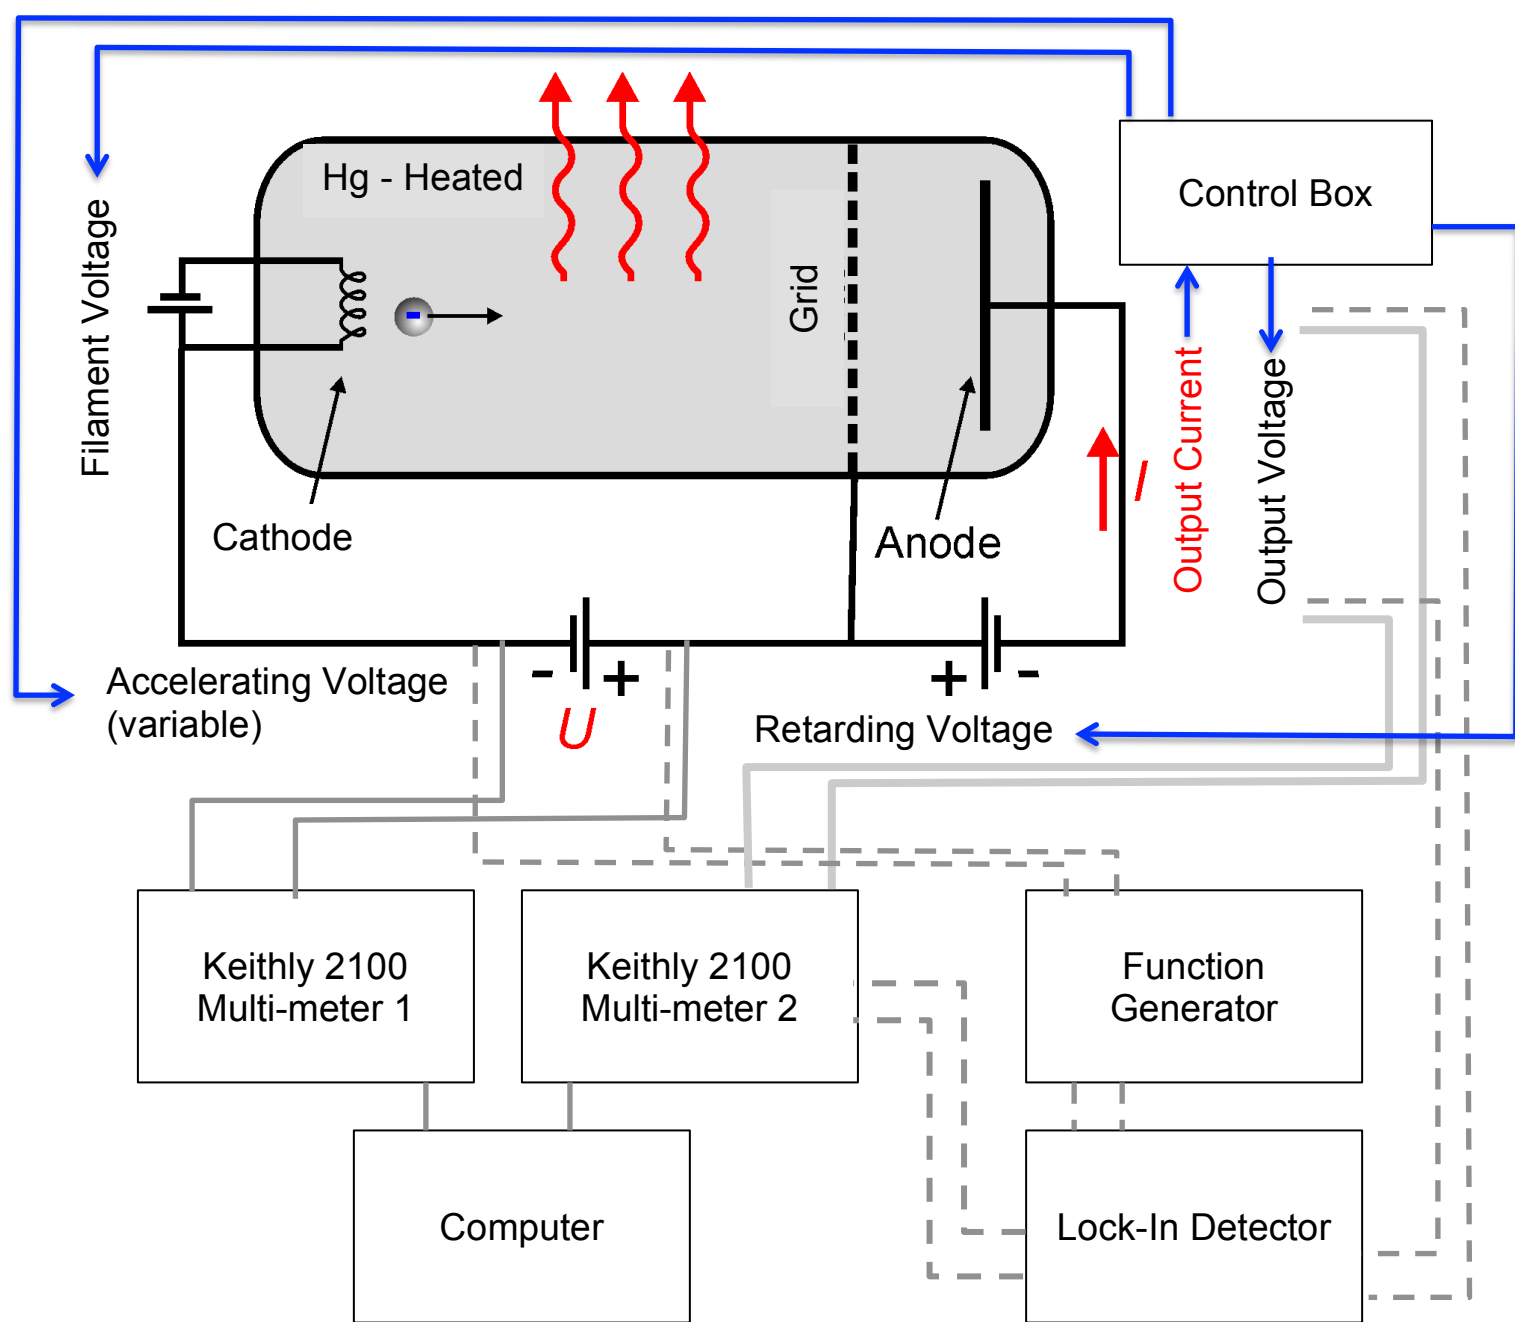 Hg - Heated
Control Box
Filament Voltage
Grid
-
Output Current
Output Voltage
I
Cathode
Anode
- +
+ -
Accelerating Voltage
(variable)
U
Retarding Voltage
Keithly 2100
Multi-meter 1
Keithly 2100
Multi-meter 2
Function
Generator
Computer
Lock-In Detector